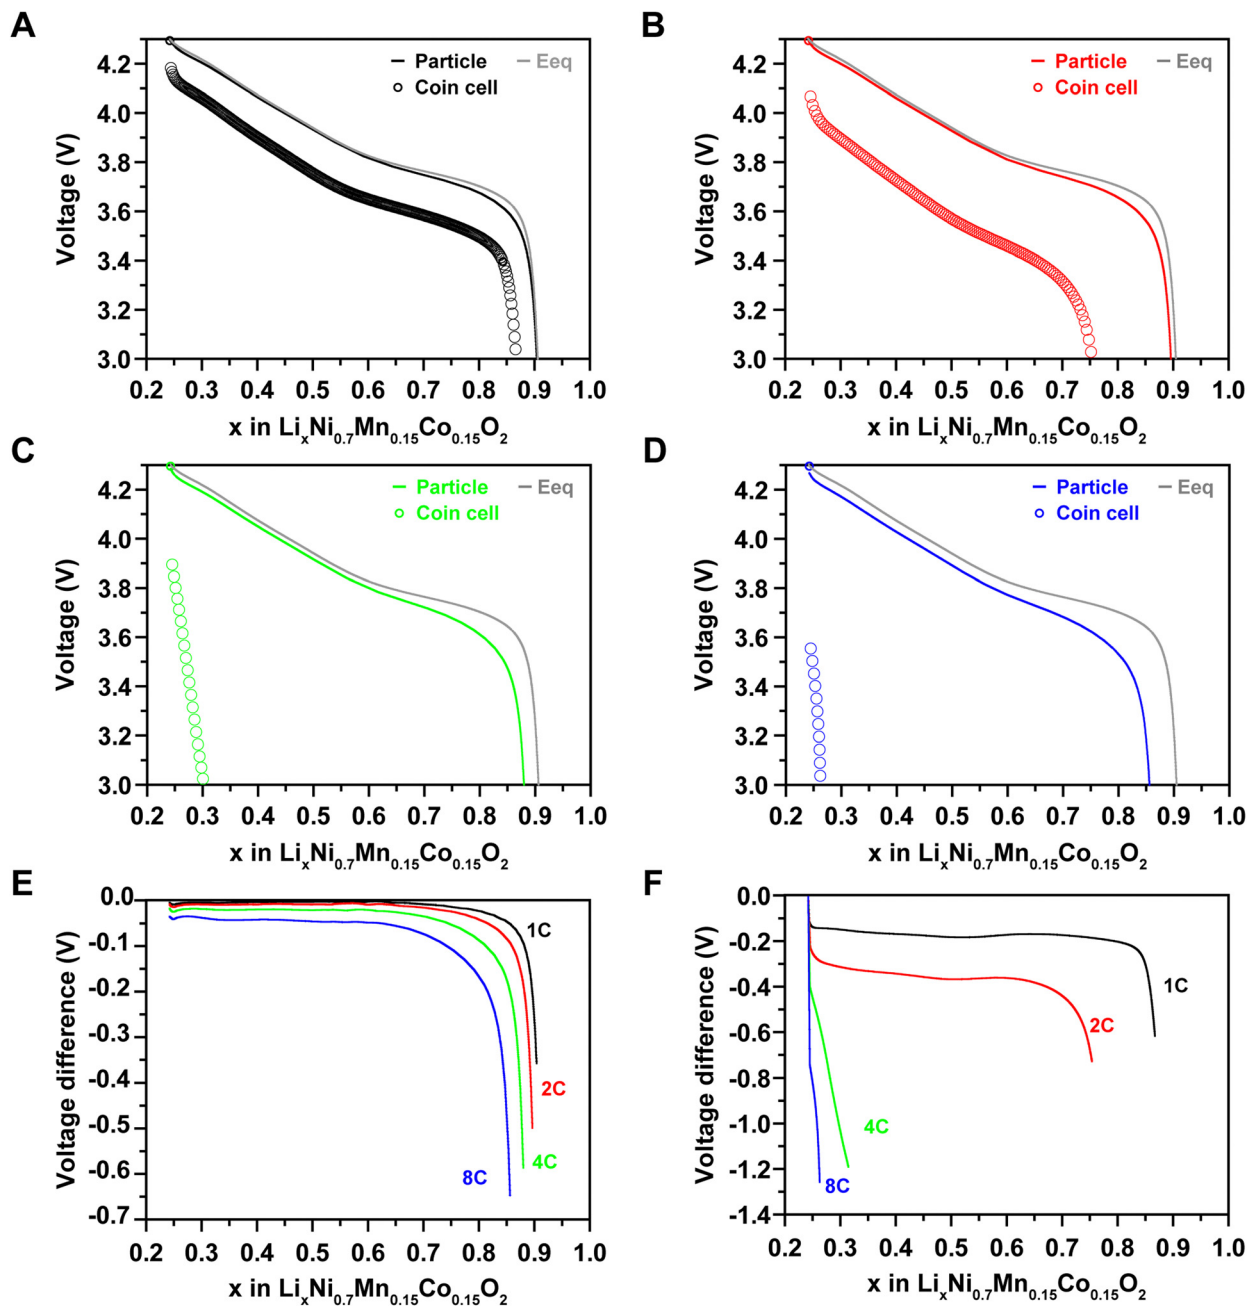 A
4.2
4.0
3.8
3.6
3.4
3.2
3.0
Voltage (V)
Particle
Eeq
Coin cell
0.2 0.3 0.4 0.5 0.6 0.7 0.8 0.9 1.0
x in LixNi0.7Mn0.15Co0.15O2
B
4.2
4.0
3.8
3.6
3.4
3.2
3.0
Voltage (V)
Particle
Eeq
Coin cell
0.2 0.3 0.4 0.5 0.6 0.7 0.8 0.9 1.0
x in LixNi0.7Mn0.15Co0.15O2
C
4.2
4.0
3.8
3.6
3.4
3.2
3.0
Voltage (V)
Particle
Eeq
Coin cell
0.2 0.3 0.4 0.5 0.6 0.7 0.8 0.9 1.0
x in LixNi0.7Mn0.15Co0.15O2
D
4.2
4.0
3.8
3.6
3.4
3.2
3.0
Voltage (V)
Particle
Eeq
Coin cell
0.2 0.3 0.4 0.5 0.6 0.7 0.8 0.9 1.0
x in LixNi0.7Mn0.15Co0.15O2
E
0.0
-0.1
-0.2
-0.3
-0.4
-0.5
-0.6
-0.7
Voltage difference (V)
1C
2C
4C
8C
0.2 0.3 0.4 0.5 0.6 0.7 0.8 0.9 1.0
x in LixNi0.7Mn0.15Co0.15O2
F
0.0
-0.2
-0.4
-0.6
-0.8
-1.0
-1.2
-1.4
Voltage difference (V)
1C
2C
4C
8C
0.2 0.3 0.4 0.5 0.6 0.7 0.8 0.9 1.0
x in LixNi0.7Mn0.15Co0.15O2